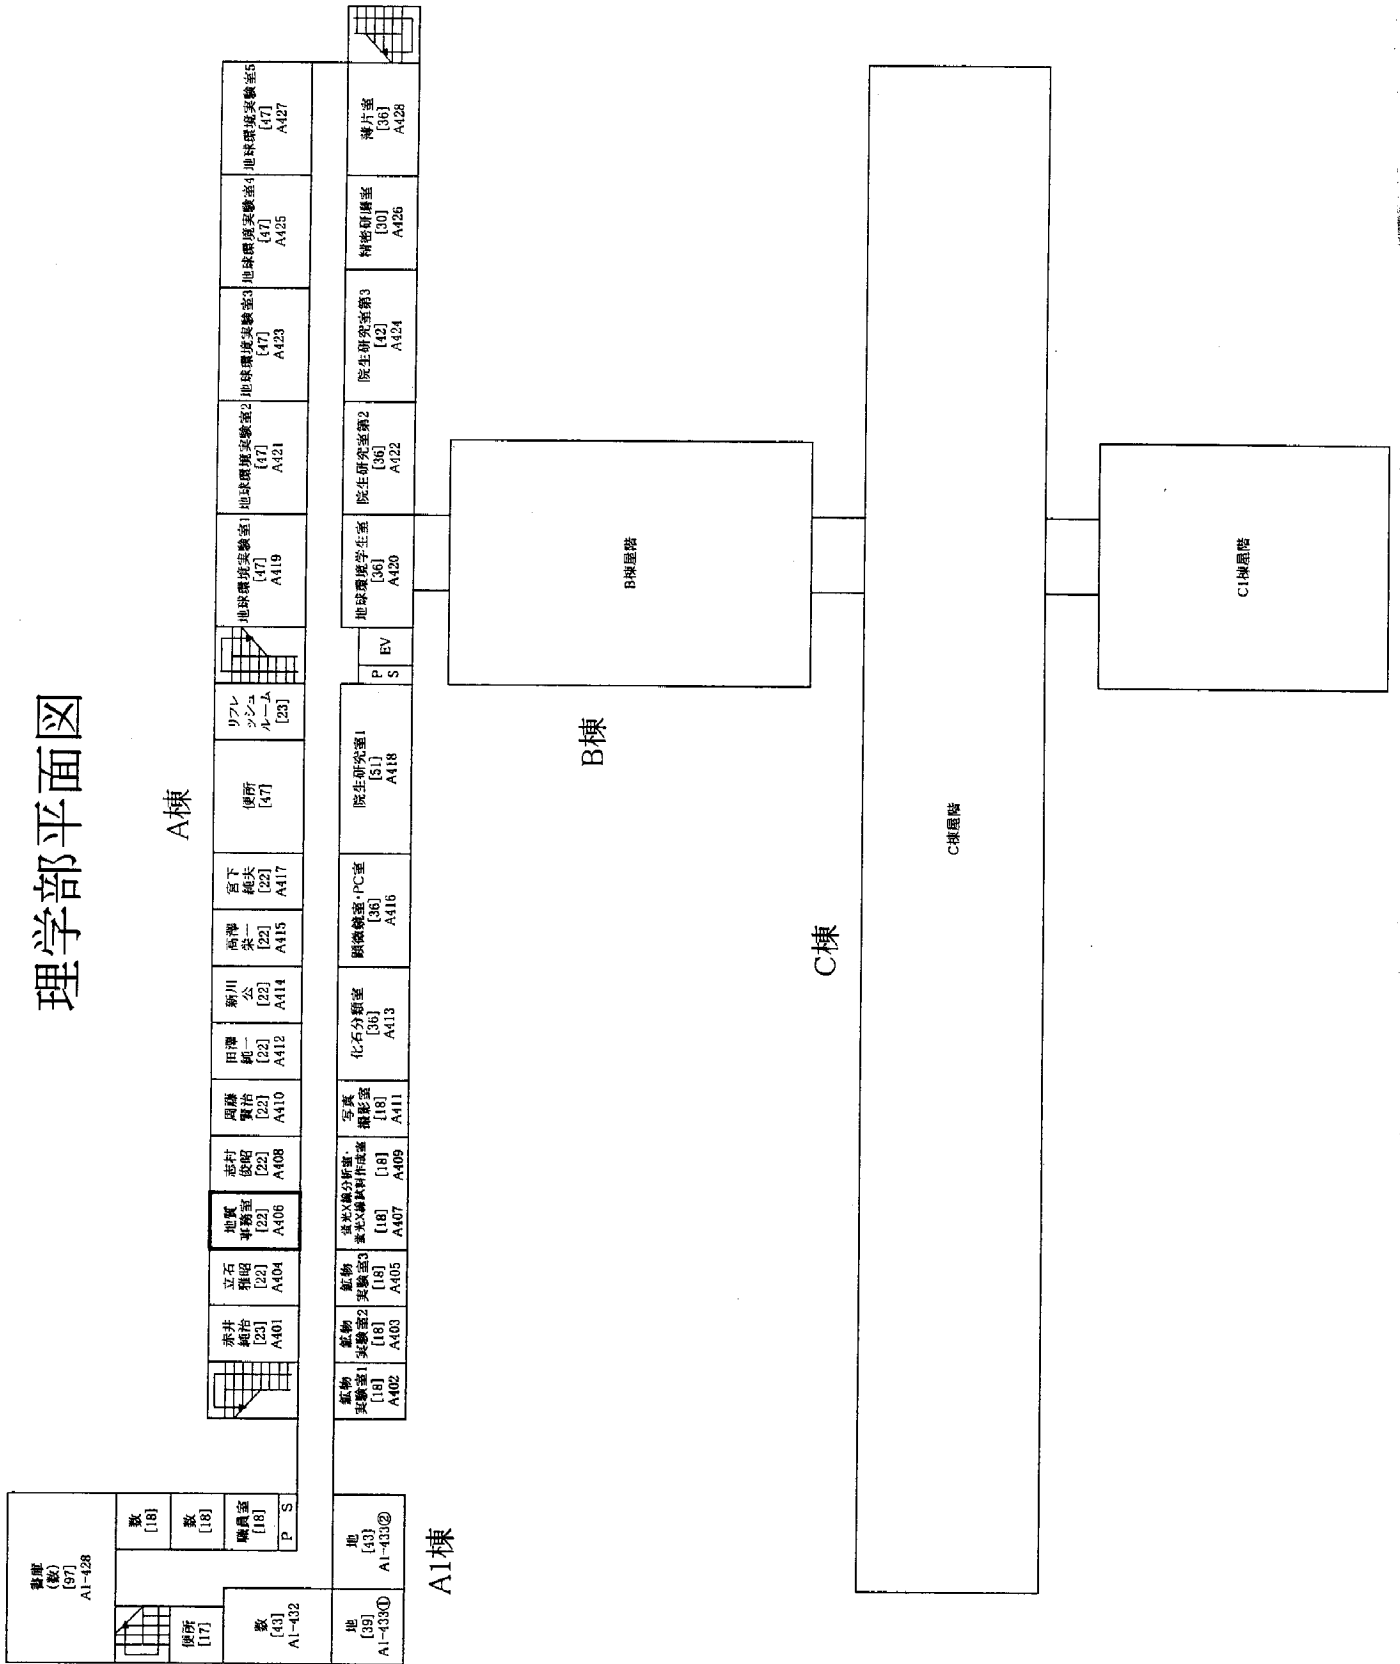 理学部平面図
A棟
書庫
(数)
[97]
A1-428
数
[18]
数
[18]
職員室
[18]
P S
便所
[17]
数
[43]
A1-432
地
[39]
A1-433①
地
[43]
A1-433②
A1棟
赤井
純治
[23]
A401
立石
雅昭
[22]
A404
地質
事務室
[22]
A406
志村
俊昭
[22]
A408
周藤
賢治
[22]
A410
田澤
純一
[22]
A412
新川
公
[22]
A414
高澤
栄一
[22]
A415
宮下
純夫
[22]
A417
便所
[47]
リフレ
ッシュ
ルーム
[23]
地球環境実験室1
[47]
A419
地球環境実験室2
[47]
A421
地球環境実験室3
[47]
A423
地球環境実験室4
[47]
A425
地球環境実験室5
[47]
A427
鉱物
実験室1
[18]
A402
鉱物
実験室2
[18]
A403
鉱物
実験室3
[18]
A405
蛍光X線分析室・
蛍光X線試料作成室
[18] [18]
A407 A409
写真
撮影室
[18]
A411
化石分類室
[36]
A413
顕微鏡室・PC室
[36]
A416
院生研究室1
[51]
A418
P
S
EV
地球環境学生室
[36]
A420
院生研究室第2
[36]
A422
院生研究室第3
[42]
A424
精密研磨室
[30]
A426
薄片室
[36]
A428
B棟
B棟屋階
C棟
C棟屋階
C1棟屋階